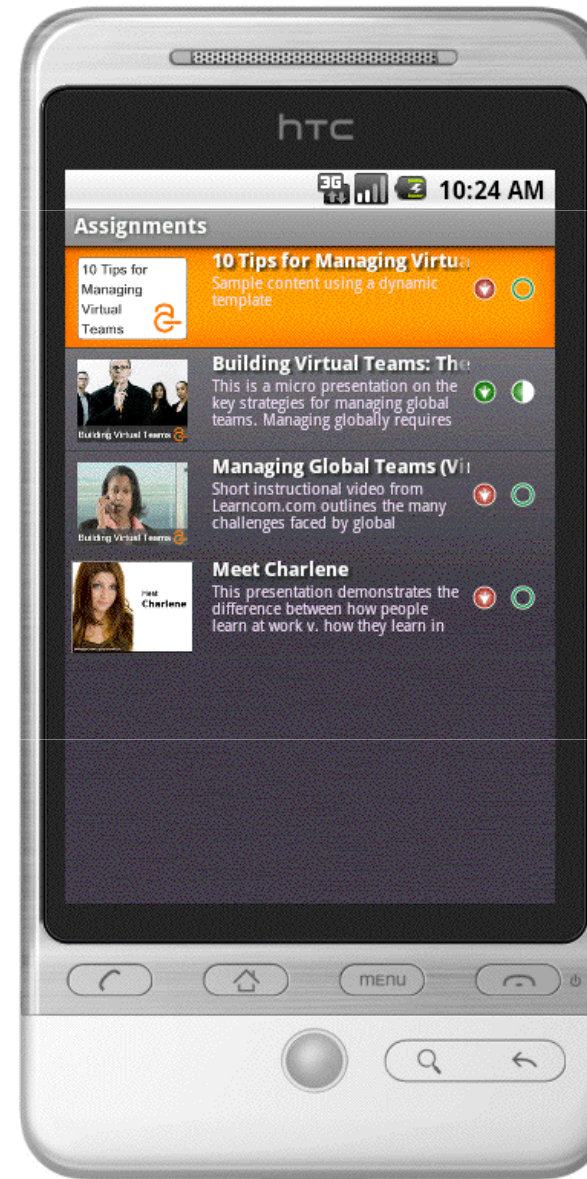 htc
3G
10:24 AM
Assignments
10 Tips for
Managing
Virtual
Teams
10 Tips for Managing Virtua
Sample content using a dynamic
template
Building Virtual Teams
Building Virtual Teams: The
This is a micro presentation on the
key strategies for managing global
teams. Managing globally requires
Building Virtual Teams
Managing Global Teams (Vi
Short instructional video from
Learncom.com outlines the many
challenges faced by global
Meet
Charlene
Meet Charlene
This presentation demonstrates the
difference between how people
learn at work v. how they learn in
MENU